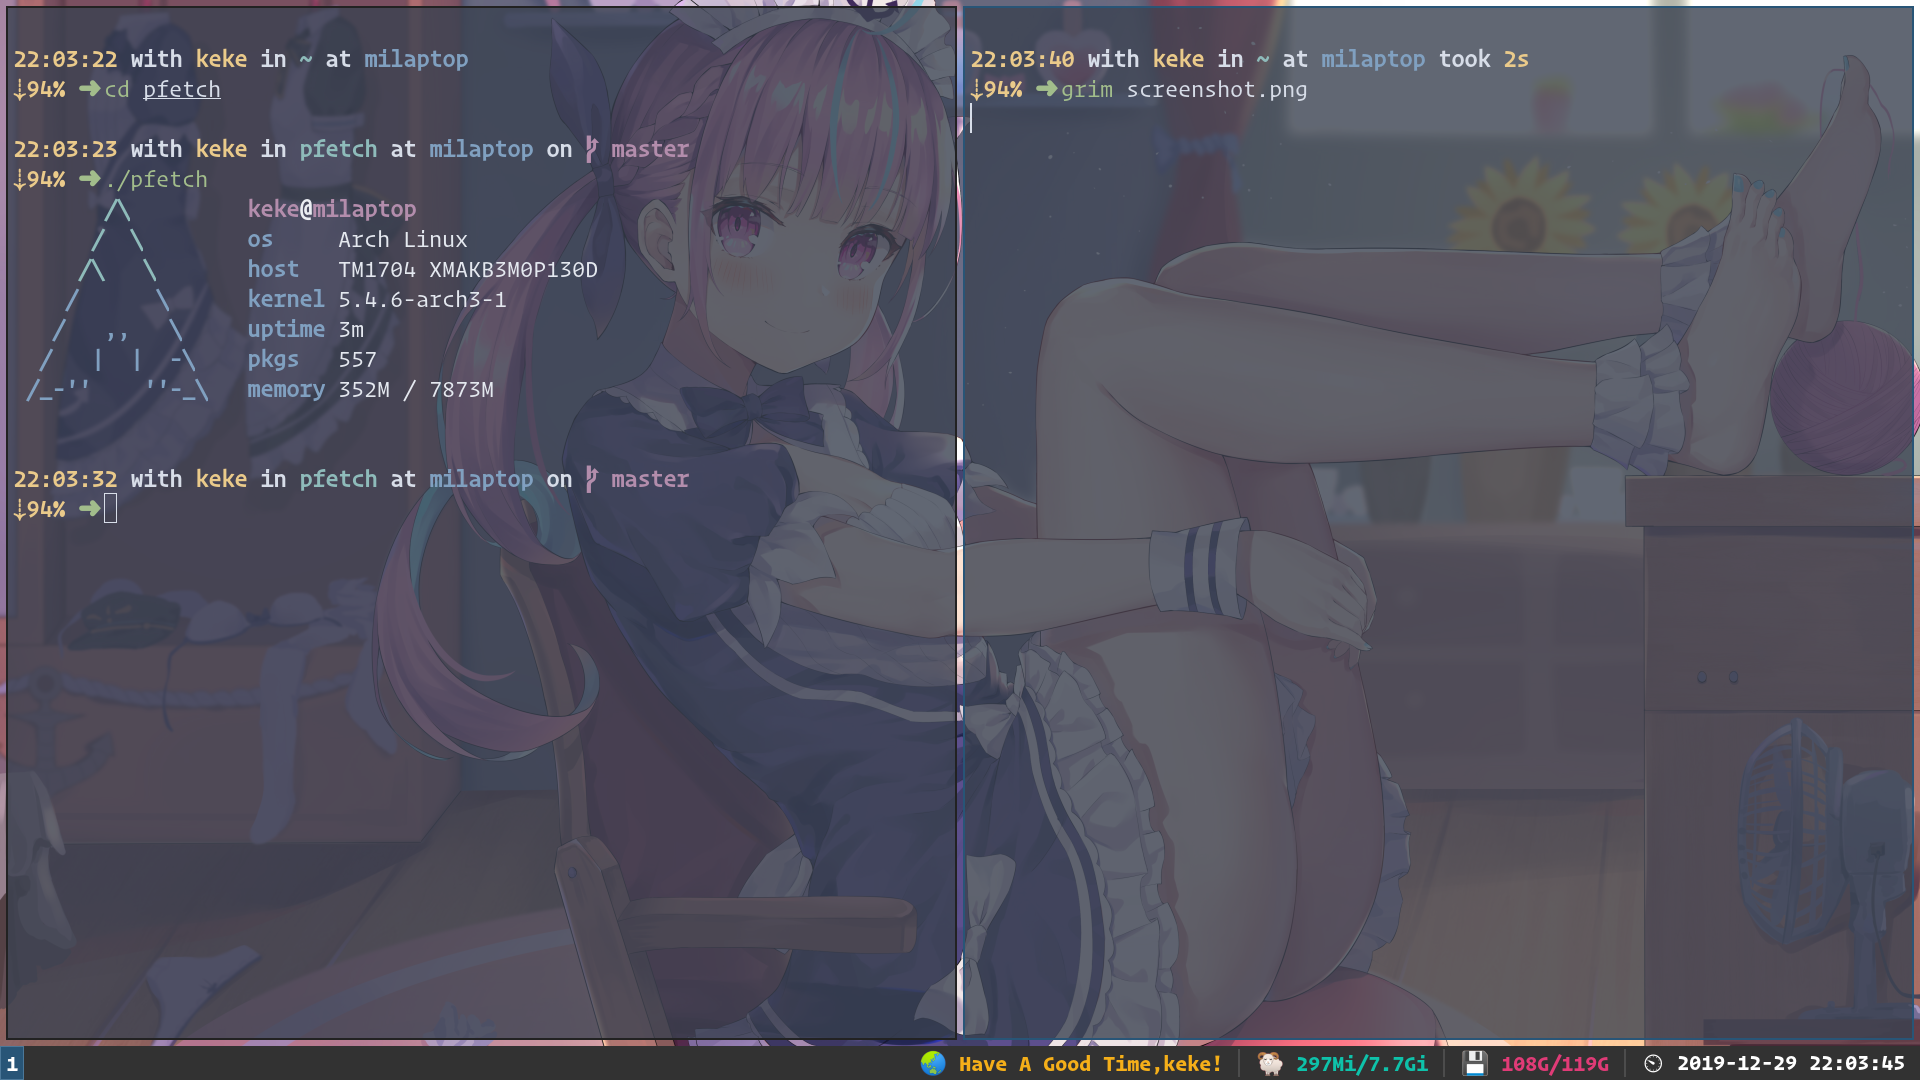 22:03:22 with keke in ~ at milaptop
↓94% ➜cd pfetch
22:03:23 with keke in pfetch at milaptop on master
↓94% ➜./pfetch
keke@milaptop
os Arch Linux
host TM1704 XMAKB3M0P130D
kernel 5.4.6-arch3-1
uptime 3m
pkgs 557
memory 352M / 7873M
22:03:32 with keke in pfetch at milaptop on master
↓94% ➜
22:03:40 with keke in ~ at milaptop took 2s
↓94% ➜grim screenshot.png
1
Have A Good Time,keke!
297Mi/7.7Gi
108G/119G
2019-12-29 22:03:45